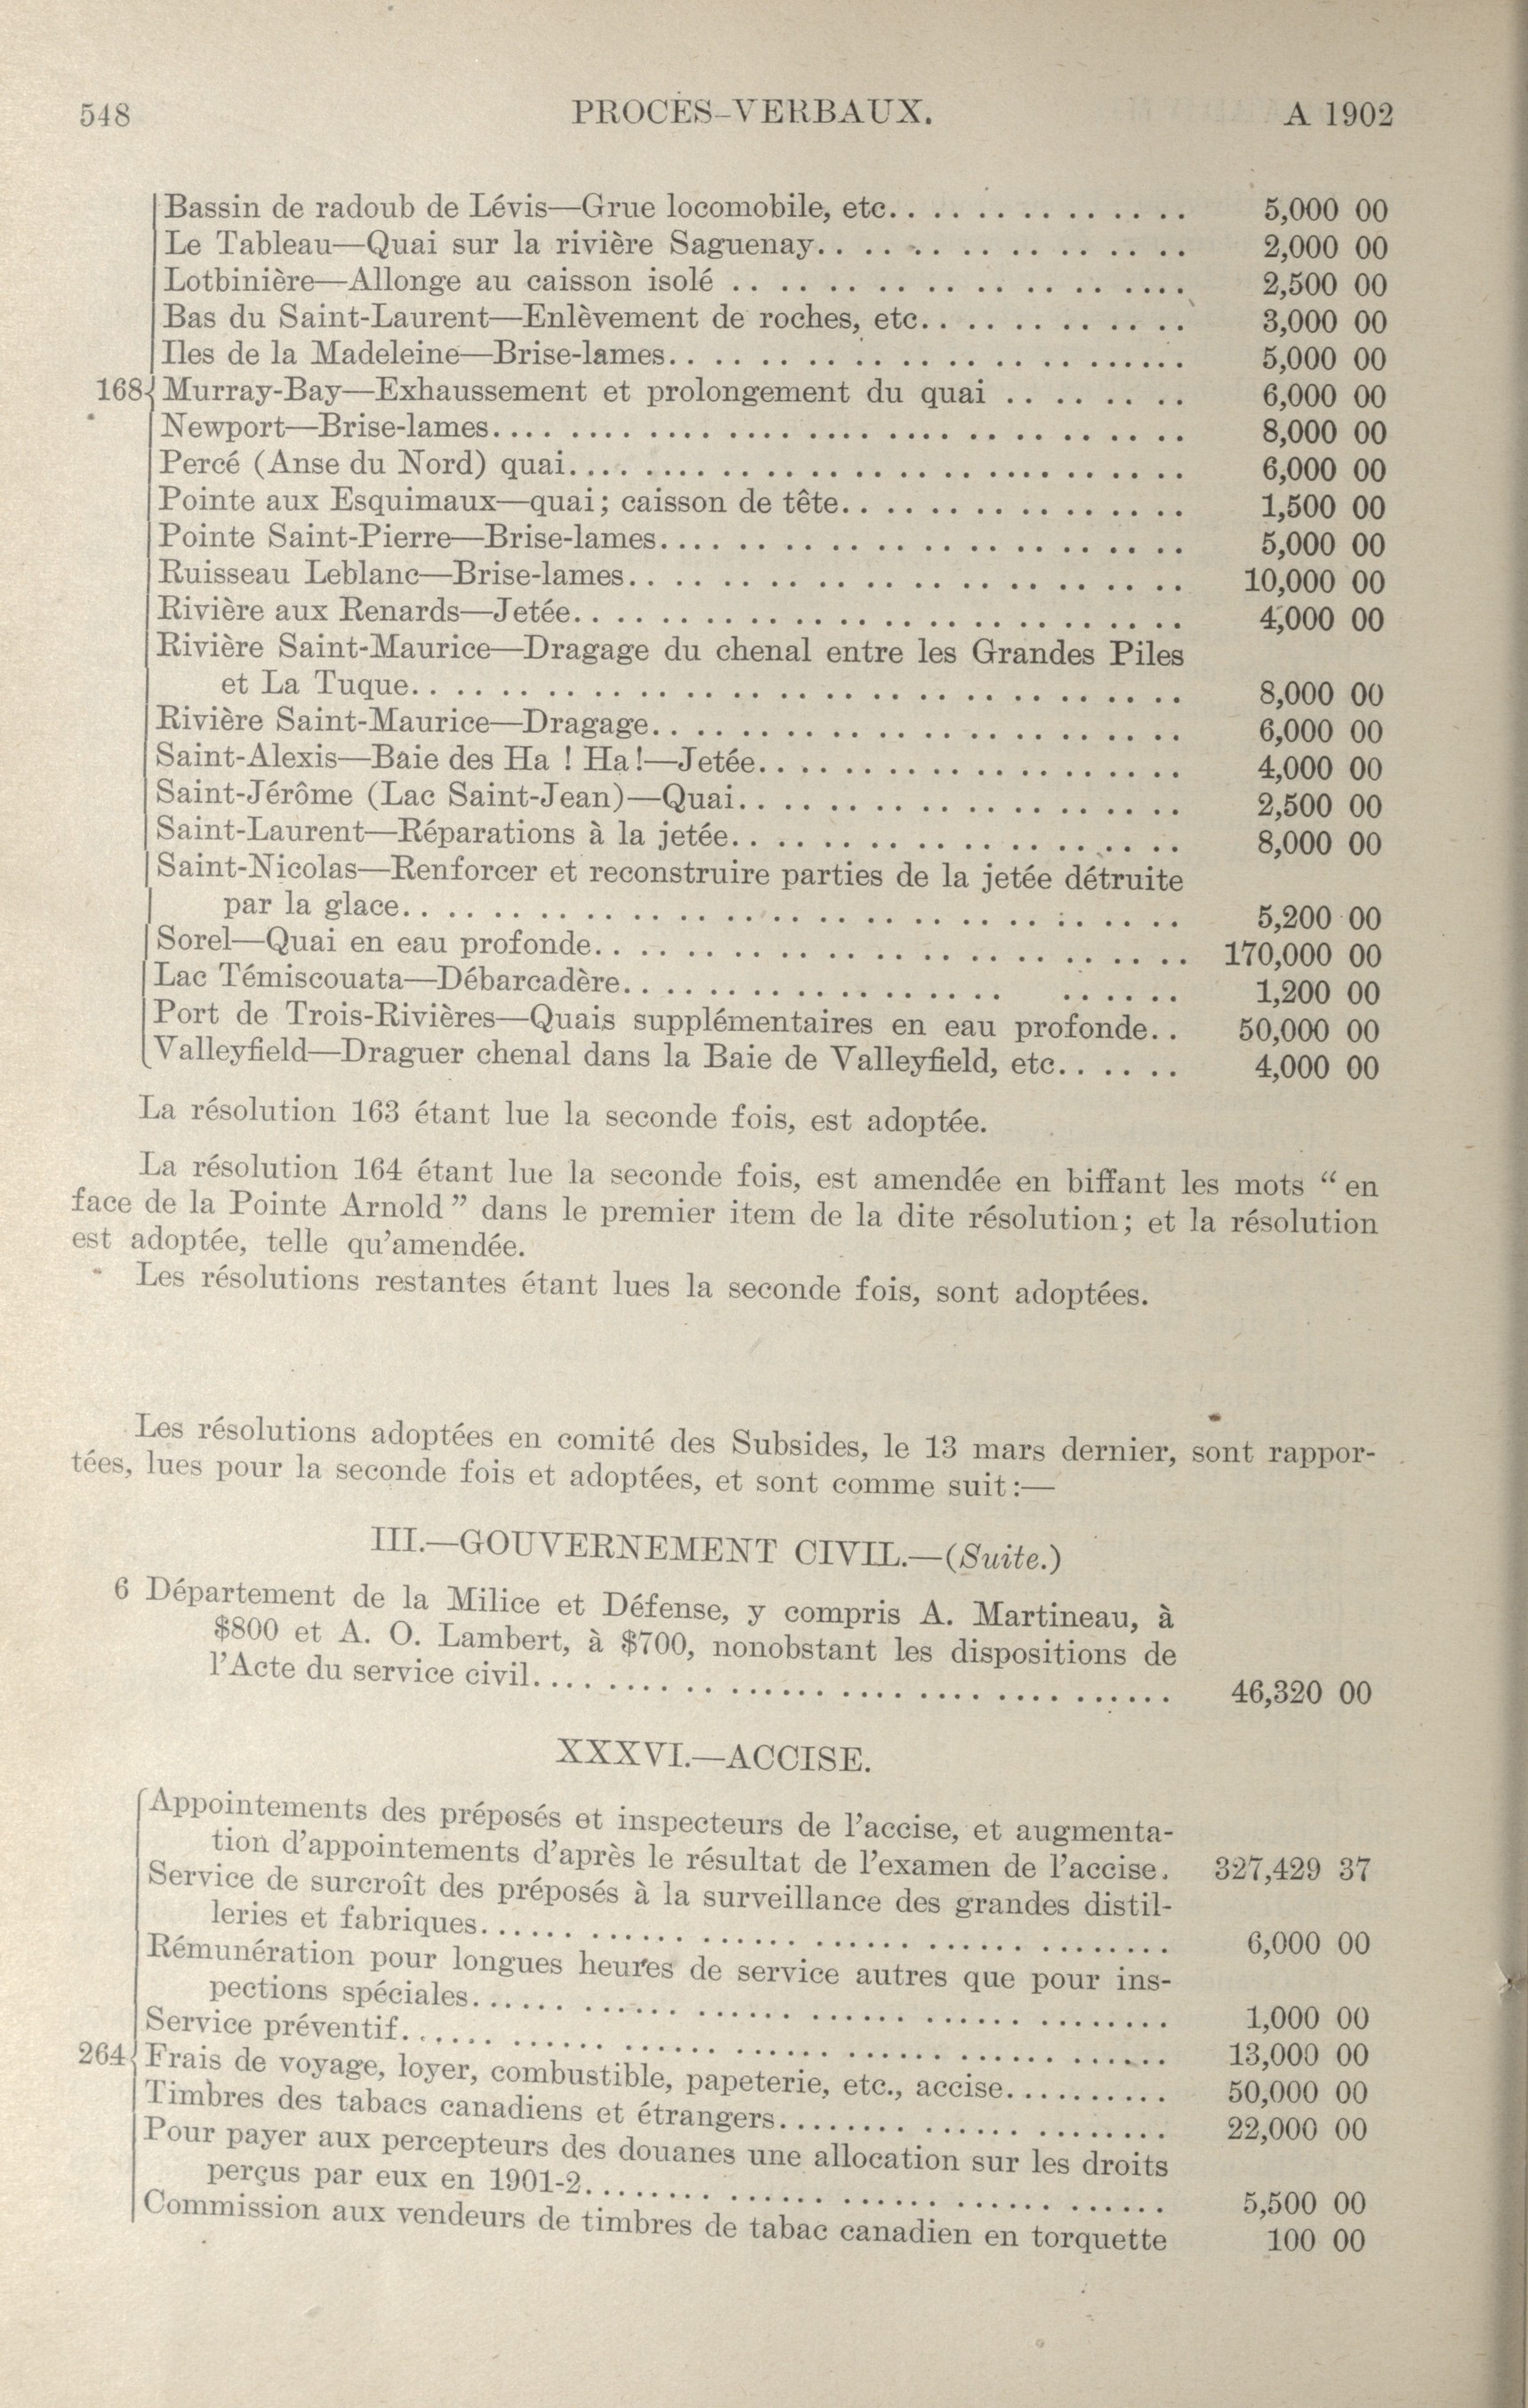 548 PROCÈS-VERBAUX. A 1902
Bassin de radoub de Lévis—Grue locomobile, etc. 5,000 00
Le Tableau—Quai sur la rivière Saguenay. 2,000 00
Lotbinière—Allonge au caisson isolé 2,500 00
Bas du Saint-Laurent—Enlèvement de roches, etc. 3,000 00
Iles de la Madeleine—Brise-lames. 5,000 00
168 Murray-Bay—Exhaussement et prolongement du quai 6,000 00
Newport—Brise-lames. 8,000 00
Percé (Anse du Nord) quai. 6,000 00
Pointe aux Esquimaux—quai; caisson de tête. 1,500 00
Pointe Saint-Pierre—Brise-lames. 5,000 00
Ruisseau Leblanc—Brise-lames. 10,000 00
Rivière aux Renards—Jetée. 4,000 00
Rivière Saint-Maurice—Dragage du chenal entre les Grandes Piles
et La Tuque. 8,000 00
Rivière Saint-Maurice—Dragage. 6,000 00
Saint-Alexis—Baie des Ha ! Ha!—Jetée. 4,000 00
Saint-Jérôme (Lac Saint-Jean)—Quai. 2,500 00
Saint-Laurent—Réparations à la jetée. 8,000 00
Saint-Nicolas—Renforcer et reconstruire parties de la jetée détruite
par la glace. 5,200 00
Sorel—Quai en eau profonde. 170,000 00
Lac Témiscouata—Débarcadère. 1,200 00
Port de Trois-Rivières—Quais supplémentaires en eau profonde. 50,000 00
Valleyfield—Draguer chenal dans la Baie de Valleyfield, etc. 4,000 00
La résolution 163 étant lue la seconde fois, est adoptée.
La résolution 164 étant lue la seconde fois, est amendée en biffant les mots “ en
face de la Pointe Arnold ” dans le premier item de la dite résolution; et la résolution
est adoptée, telle qu'amendée.
Les résolutions restantes étant lues la seconde fois, sont adoptées.
Les résolutions adoptées en comité des Subsides, le 13 mars dernier, sont rappor-
tées, lues pour la seconde fois et adoptées, et sont comme suit :—
III.—GOUVERNEMENT CIVIL.—(Suite.)
6 Département de la Milice et Défense, y compris A. Martineau, à
$800 et A. O. Lambert, à $700, nonobstant les dispositions de
l'Acte du service civil. 46,320 00
XXXVI.—ACCISE.
Appointements des préposés et inspecteurs de l'accise, et augmenta-
tion d'appointements d'après le résultat de l'examen de l'accise. 327,429 37
Service de surcroît des préposés à la surveillance des grandes distil-
leries et fabriques. 6,000 00
Rémunération pour longues heures de service autres que pour ins-
pections spéciales. 1,000 00
Service préventif. 13,000 00
264 Frais de voyage, loyer, combustible, papeterie, etc., accise. 50,000 00
Timbres des tabacs canadiens et étrangers. 22,000 00
Pour payer aux percepteurs des douanes une allocation sur les droits
perçus par eux en 1901-2. 5,500 00
Commission aux vendeurs de timbres de tabac canadien en torquette 100 00